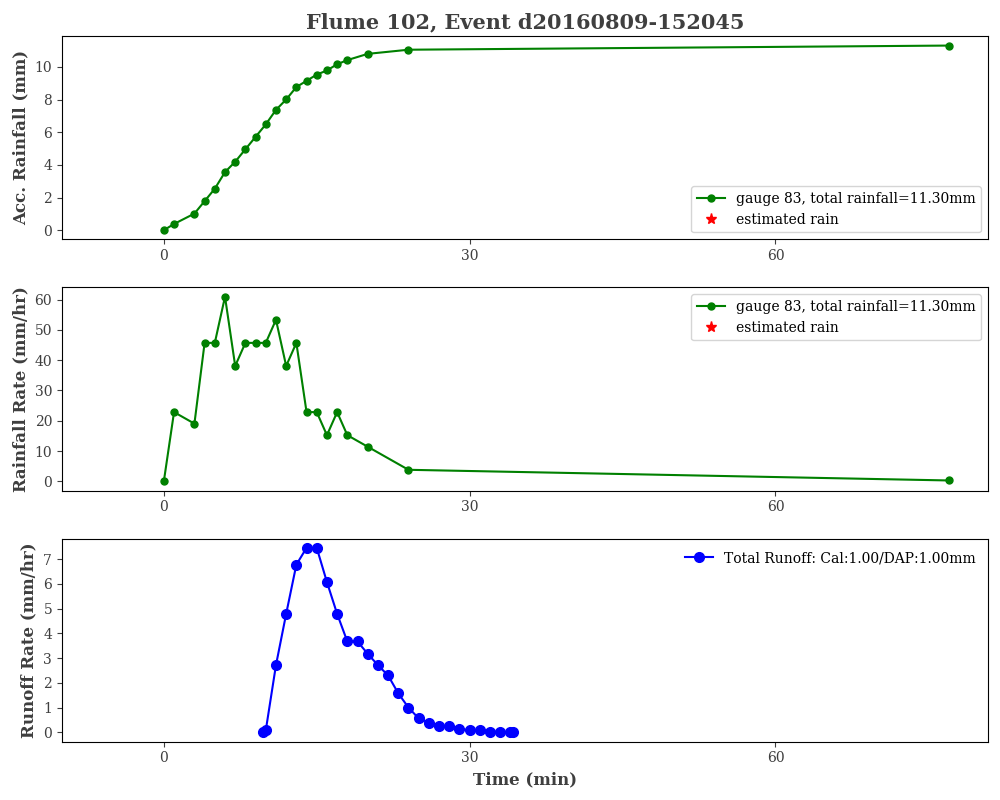 Flume 102, Event d20160809-152045
Acc. Rainfall (mm)
10
8
6
4
2
0
gauge 83, total rainfall=11.30mm
estimated rain
0 30 60
Rainfall Rate (mm/hr)
60
50
40
30
20
10
0
gauge 83, total rainfall=11.30mm
estimated rain
0 30 60
Runoff Rate (mm/hr)
7
6
5
4
3
2
1
0
Total Runoff: Cal:1.00/DAP:1.00mm
0 30 60
Time (min)